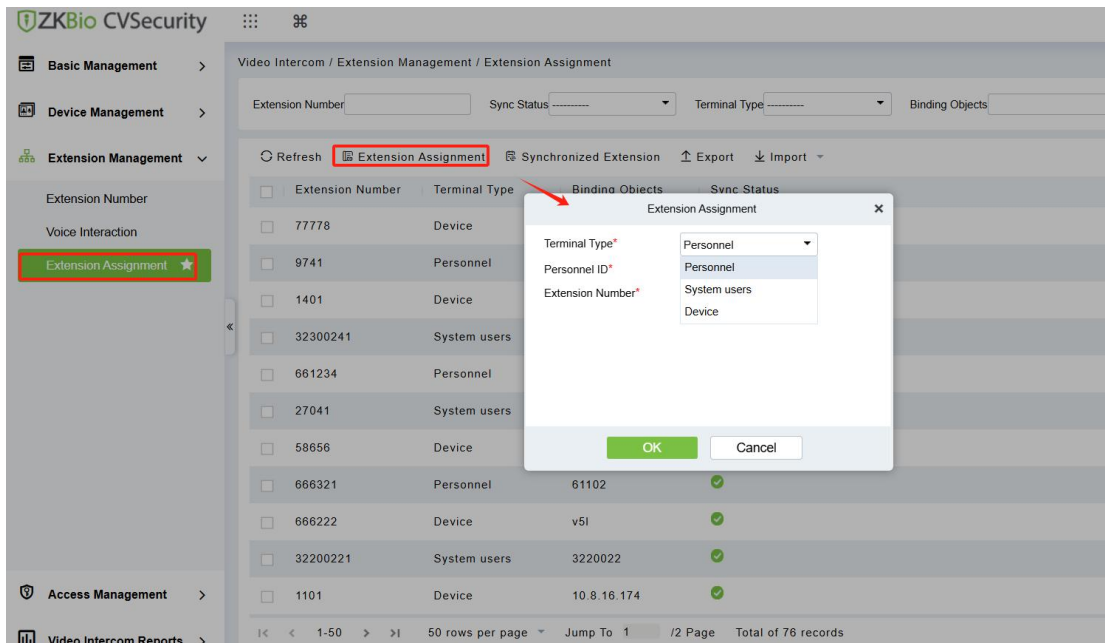 ZKBio CVSecurity
Basic Management
Device Management
Extension Management
Extension Number
Voice Interaction
Extension Assignment
Access Management
Video Intercom Reports
Video Intercom / Extension Management / Extension Assignment
Extension Number Sync Status ---------- Terminal Type ---------- Binding Objects
Refresh Extension Assignment Synchronized Extension Export Import
Extension Number Terminal Type Binding Objects Sync Status
77778 Device
9741 Personnel
1401 Device
32300241 System users
661234 Personnel
27041 System users
58656 Device
666321 Personnel 61102
666222 Device v5l
32200221 System users 3220022
1101 Device 10.8.16.174
1-50 50 rows per page Jump To 1 /2 Page Total of 76 records
Extension Assignment
Terminal Type* Personnel
Personnel ID* Personnel
Extension Number* System users
Device
OK Cancel